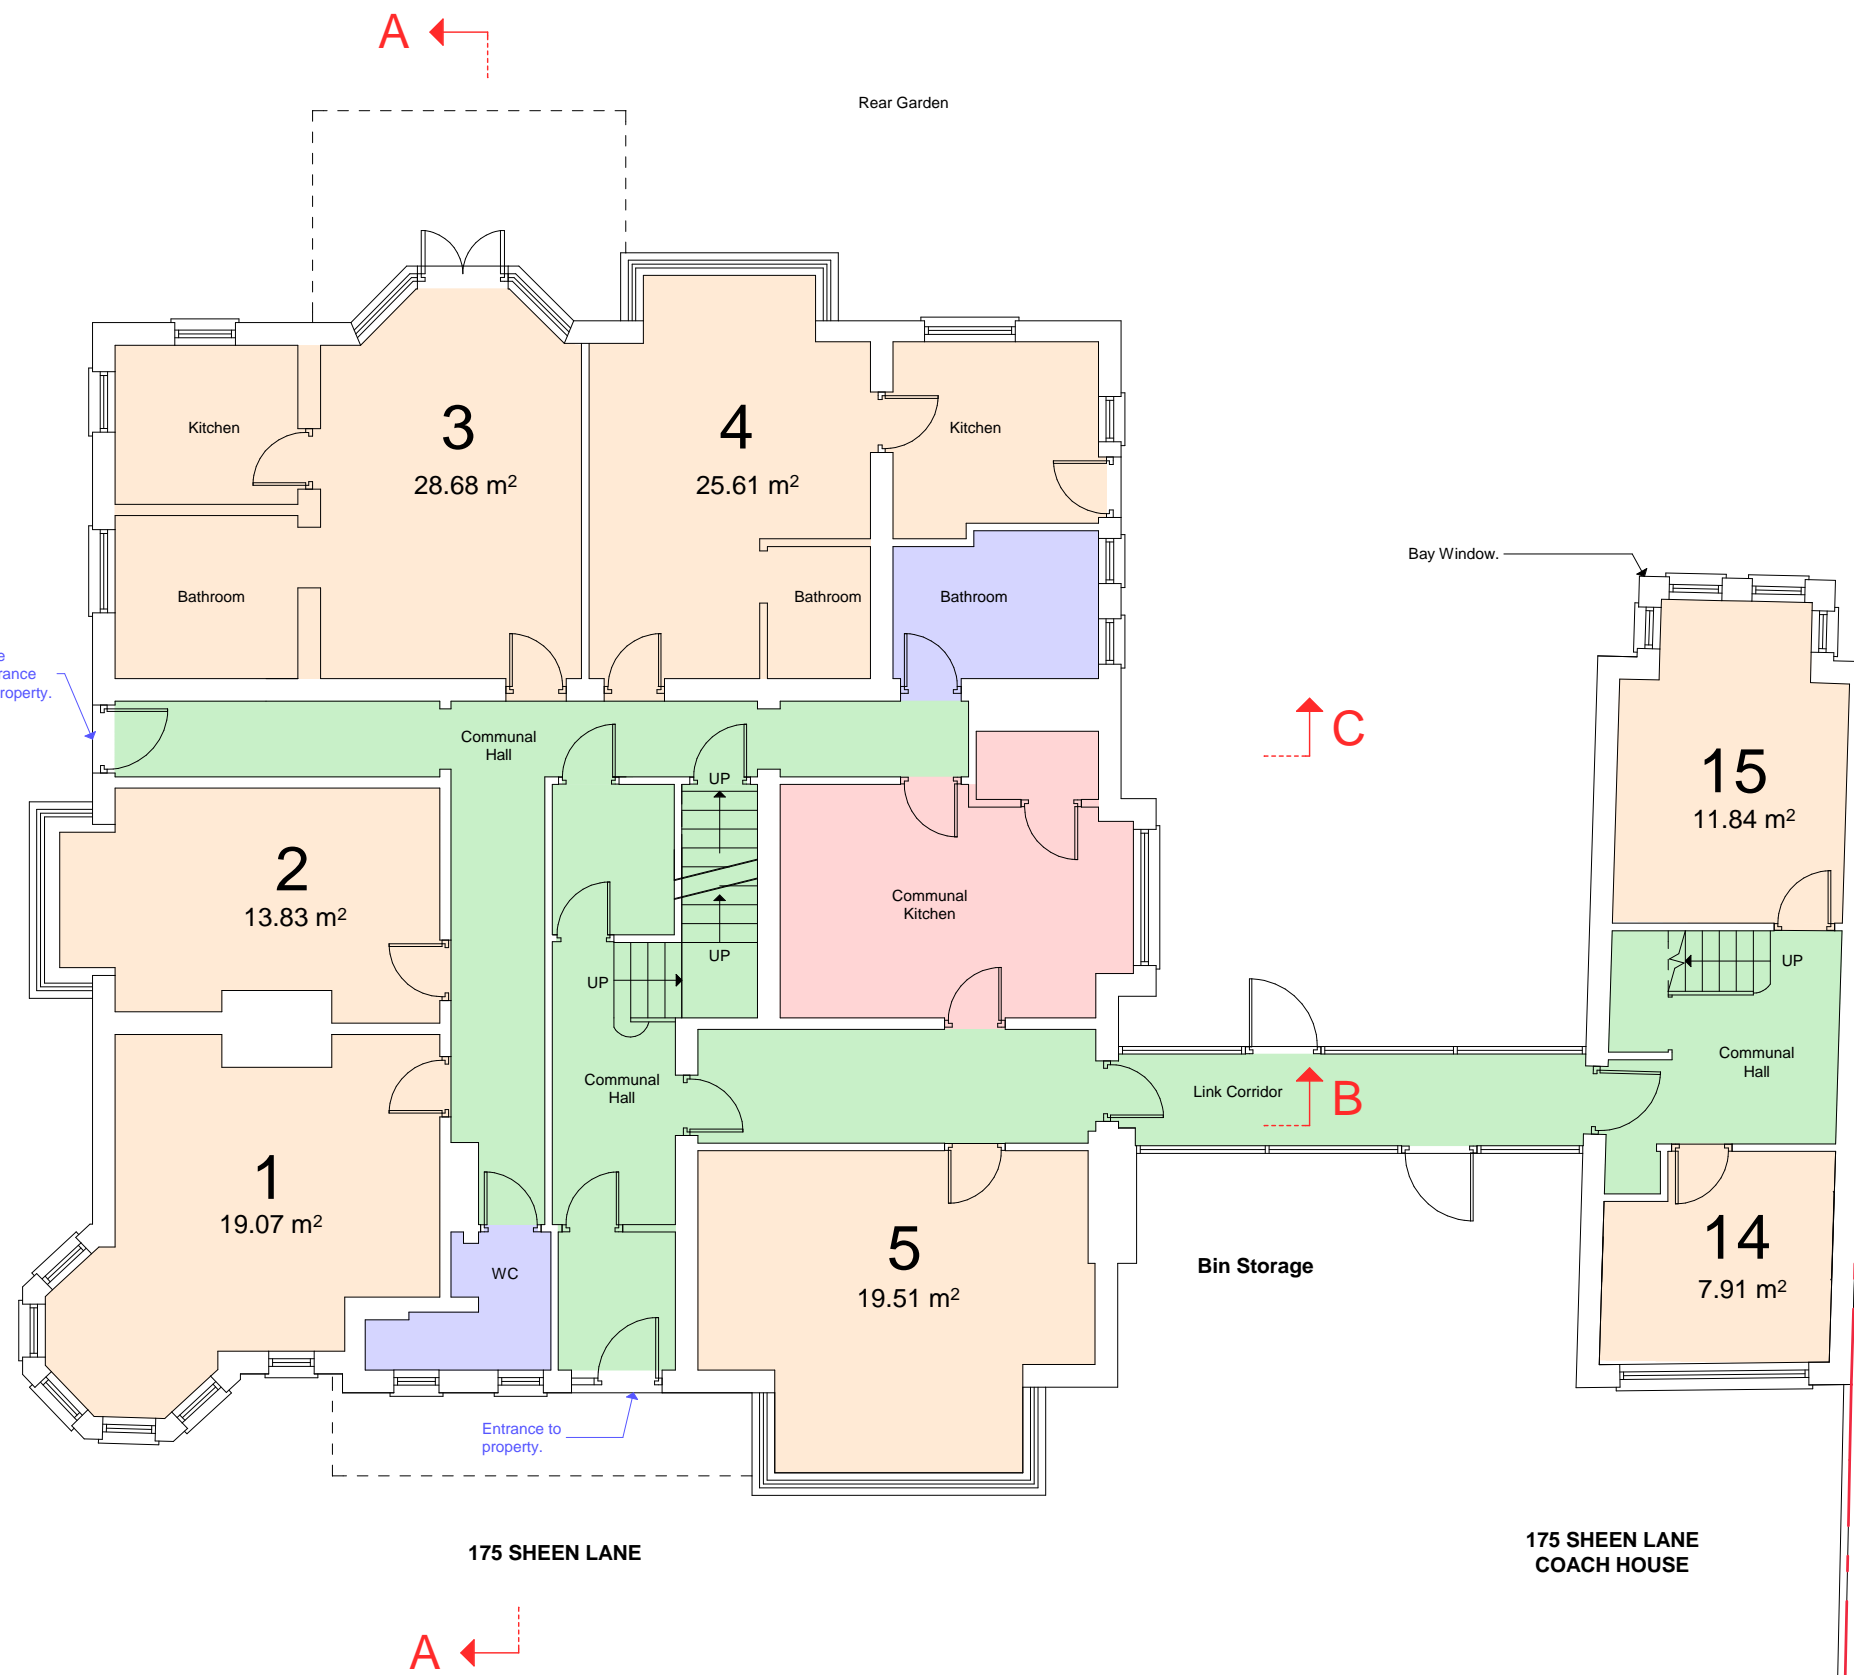 A
Rear Garden
Kitchen
3
28.68 m²
4
25.61 m²
Kitchen
Bathroom
Bathroom
Bathroom
Bay Window.
property.
Communal
Hall
UP
C
15
11.84 m²
2
13.83 m²
Communal
Kitchen
UP
UP
UP
Communal
Hall
Communal
Hall
Link Corridor
B
1
19.07 m²
WC
5
19.51 m²
Bin Storage
14
7.91 m²
Entrance to
property.
175 SHEEN LANE
175 SHEEN LANE
COACH HOUSE
A